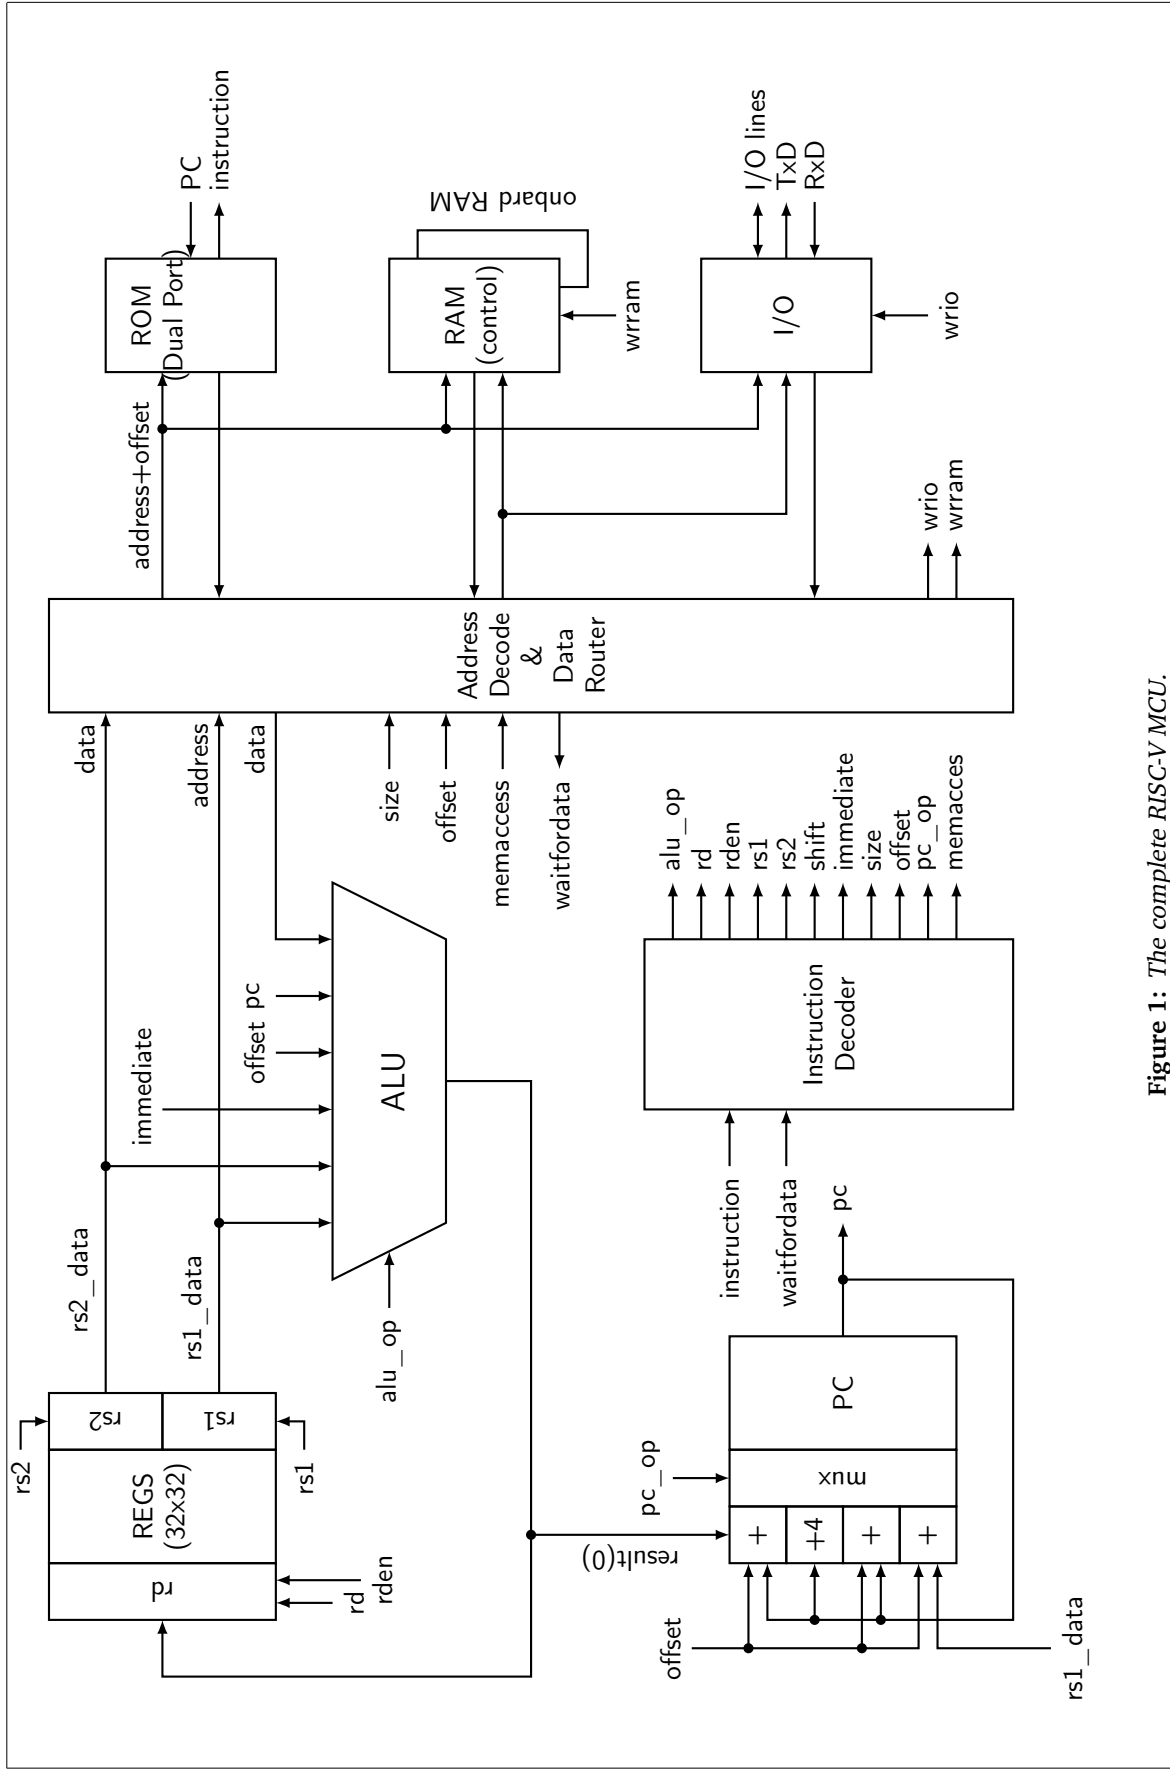 rs2
rs2
REGS
(32x32)
rs1
rs1
rd
rd
rden
rs2_data
rs1_data
immediate
offset
pc
data
address
data
ALU
alu_op
size
offset
memaccess
waitfordata
Address
Decode
&
Data
Router
address+offset
ROM
(Dual Port)
PC
instruction
RAM
(control)
onbard RAM
wrram
I/O
I/O lines
TxD
RxD
wrio
wrio
wrram
offset
result(0)
pc_op
+
+4
+
+
mux
PC
pc
rs1_data
instruction
waitfordata
Instruction
Decoder
alu_op
rd
rden
rs1
rs2
shift
immediate
size
offset
pc_op
memacces
Figure 1: The complete RISC-V MCU.